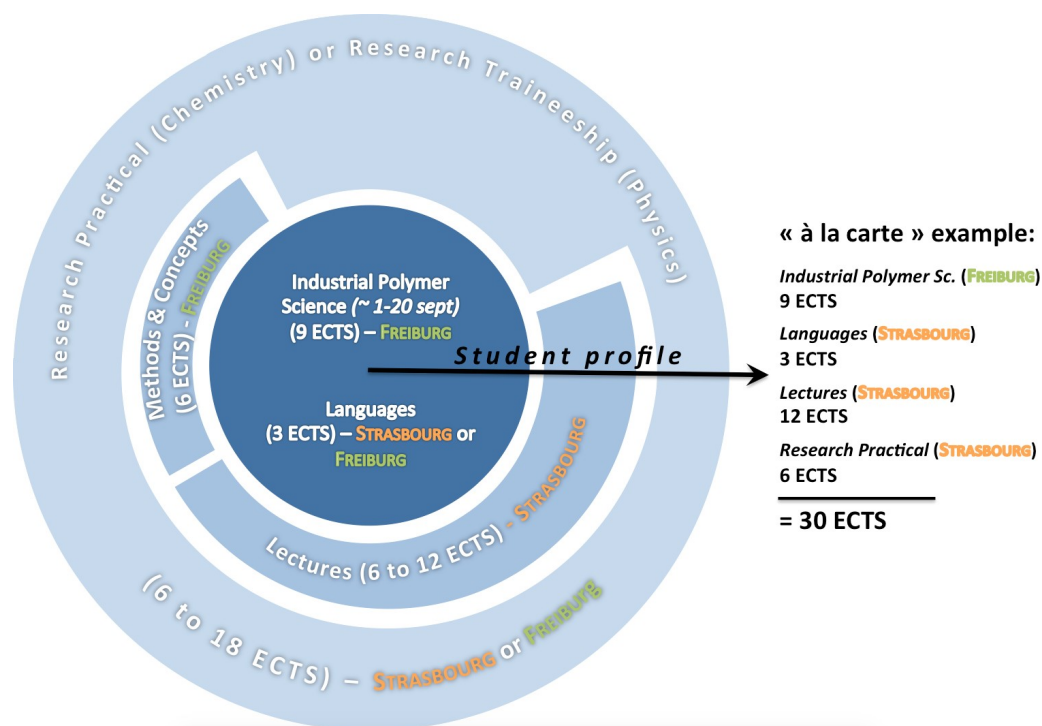 Research Practical (Chemistry) or Research Traineeship (Physics)
(6 to 18 ECTS) – STRASBOURG or FREIBURG
Methods & Concepts
(6 ECTS) - FREIBURG
Lectures (6 to 12 ECTS) - STRASBOURG
Industrial Polymer
Science (~ 1-20 sept)
(9 ECTS) – FREIBURG
Languages
(3 ECTS) – STRASBOURG or
FREIBURG
Student profile
« à la carte » example:
Industrial Polymer Sc. (FREIBURG)
9 ECTS
Languages (STRASBOURG)
3 ECTS
Lectures (STRASBOURG)
12 ECTS
Research Practical (STRASBOURG)
6 ECTS
= 30 ECTS